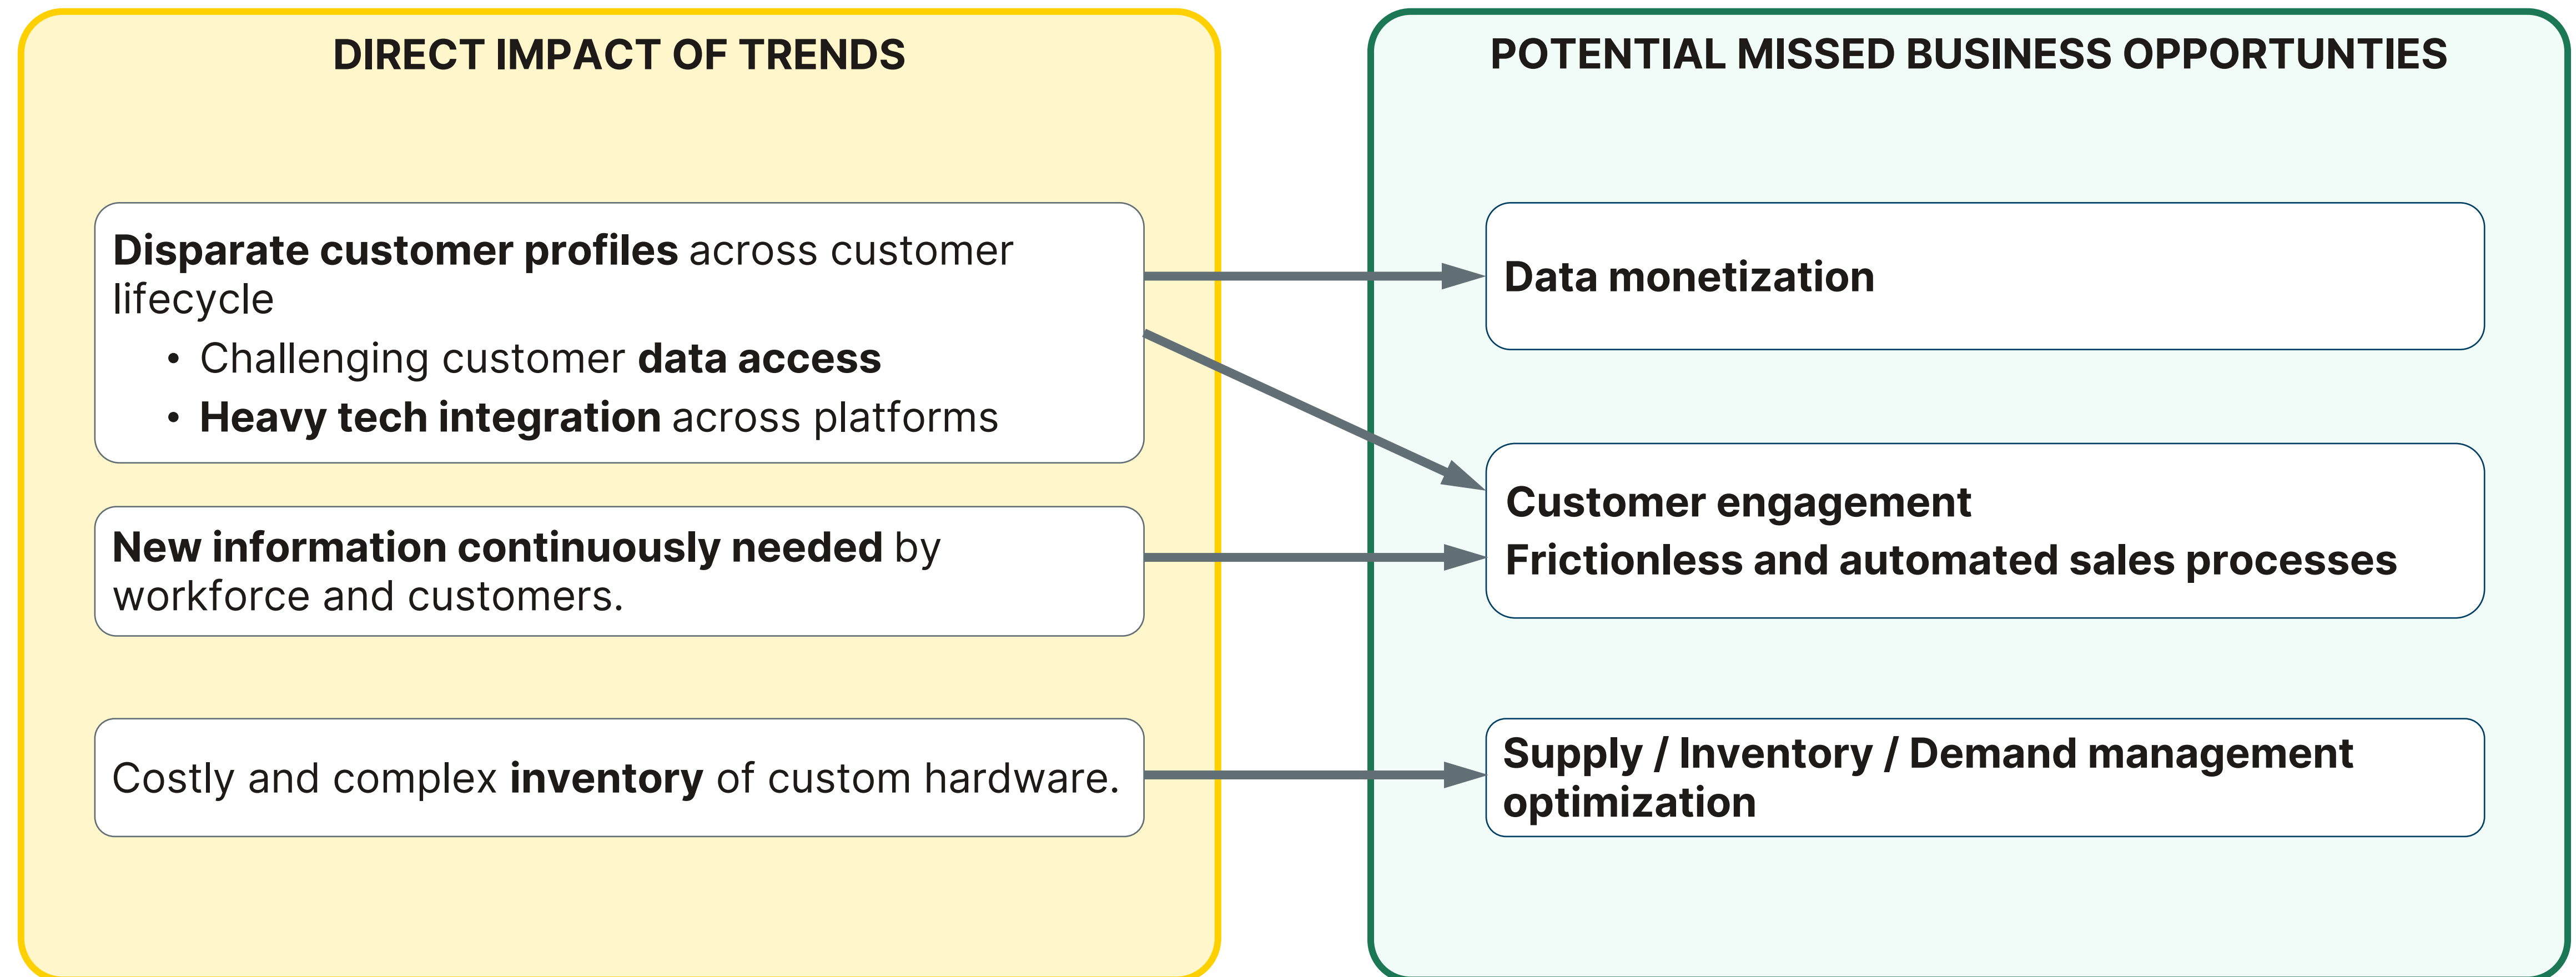 DIRECT IMPACT OF TRENDS
Disparate customer profiles across customer
lifecycle
• Challenging customer data access
• Heavy tech integration across platforms
New information continuously needed by
workforce and customers.
Costly and complex inventory of custom hardware.
POTENTIAL MISSED BUSINESS OPPORTUNTIES
Data monetization
Customer engagement
Frictionless and automated sales processes
Supply / Inventory / Demand management
optimization